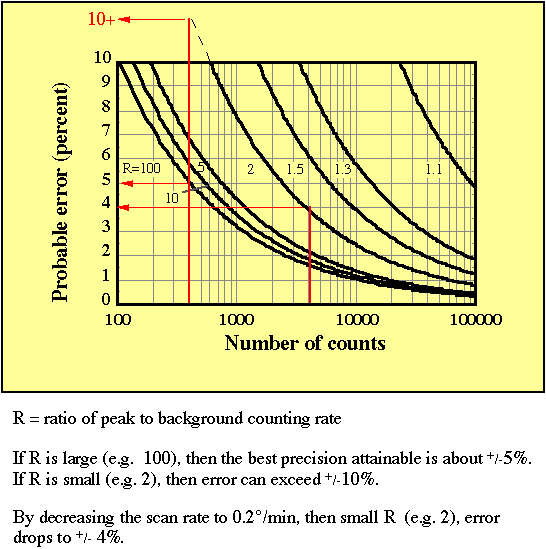 10+
Probable error (percent)
10
9
8
7
6
5
4
3
2
1
0
R=100
10
5
2
1.5
1.3
1.1
100
1000
10000
100000
Number of counts
R = ratio of peak to background counting rate
If R is large (e.g. 100), then the best precision attainable is about +/-5%.
If R is small (e.g. 2), then error can exceed +/-10%.
By decreasing the scan rate to 0.2°/min, then small R (e.g. 2), error
drops to +/- 4%.